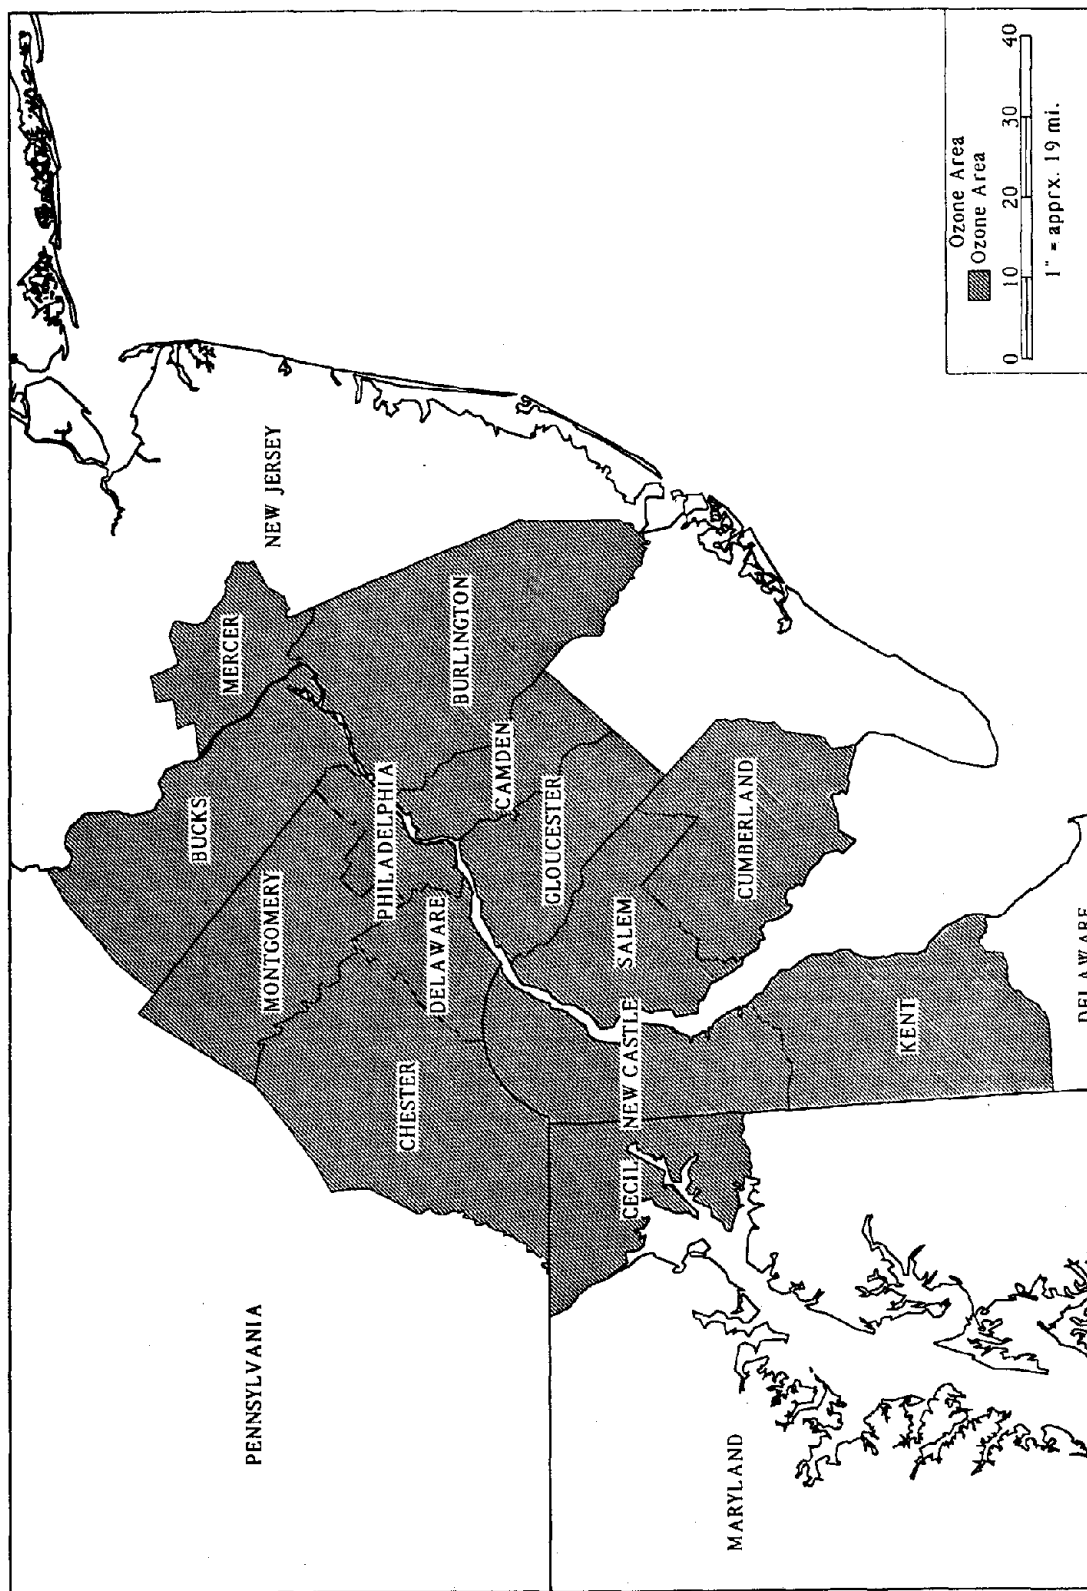 PENNSYLVANIA
MARYLAND
NEW JERSEY
DELAWARE
BUCKS
MERCER
MONTGOMERY
CHESTER
PHILADELPHIA
DELAWARE
BURLINGTON
CAMDEN
GLOUCESTER
SALEM
CUMBERLAND
CECIL
NEW CASTLE
KENT
Ozone Area
Ozone Area
0 10 20 30 40
1" = apprx. 19 mi.